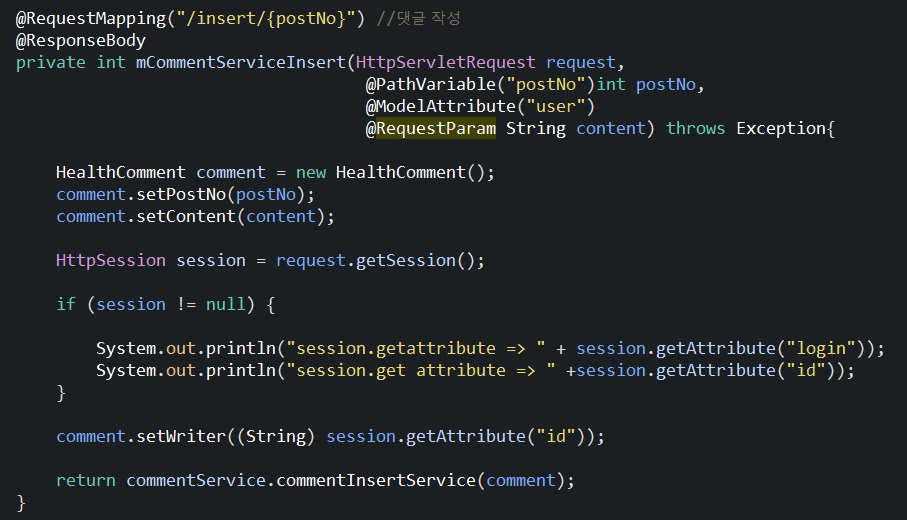 @RequestMapping("/insert/{postNo}") //댓글 작성
@ResponseBody
private int mCommentServiceInsert(HttpServletRequest request,
@PathVariable("postNo")int postNo,
@ModelAttribute("user")
@RequestParam String content) throws Exception{
HealthComment comment = new HealthComment();
comment.setPostNo(postNo);
comment.setContent(content);
HttpSession session = request.getSession();
if (session != null) {
System.out.println("session.getattribute => " + session.getAttribute("login"));
System.out.println("session.get attribute => " +session.getAttribute("id"));
}
comment.setWriter((String) session.getAttribute("id"));
return commentService.commentInsertService(comment);
}